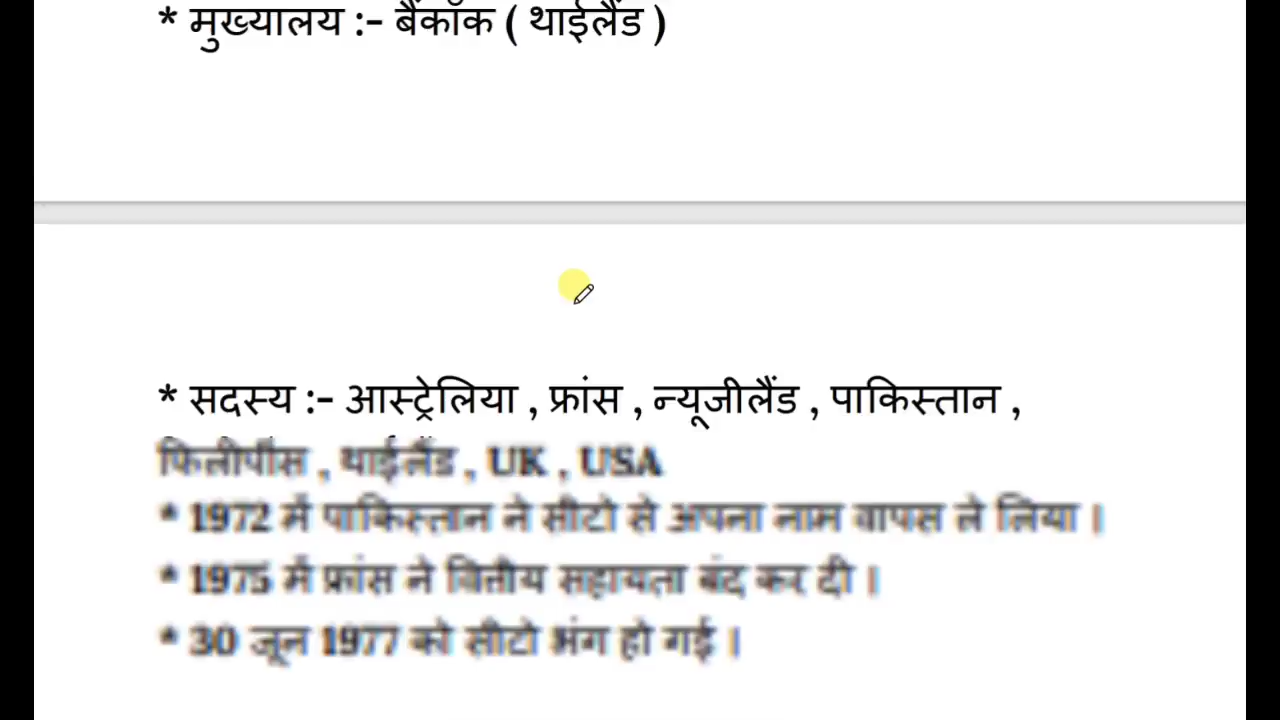 * मुख्यालय :- बैंकॉक ( थाईलैंड )
* सदस्य :- आस्ट्रेलिया , फ्रांस , न्यूजीलैंड , पाकिस्तान ,
फिलीपींस , थाईलैंड , UK , USA
* 1972 में पाकिस्तान ने सीटो से अपना नाम वापस ले लिया ।
* 1975 में फ्रांस ने वित्तीय सहायता बंद कर दी ।
* 30 जून 1977 को सीटो भंग हो गई ।